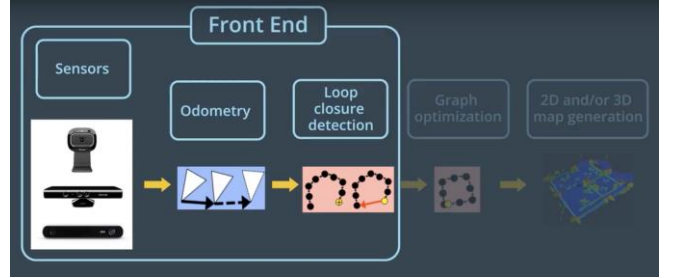 Front End
Sensors
Odometry
Loop
closure
detection
Graph
optimization
2D and/or 3D
map generation